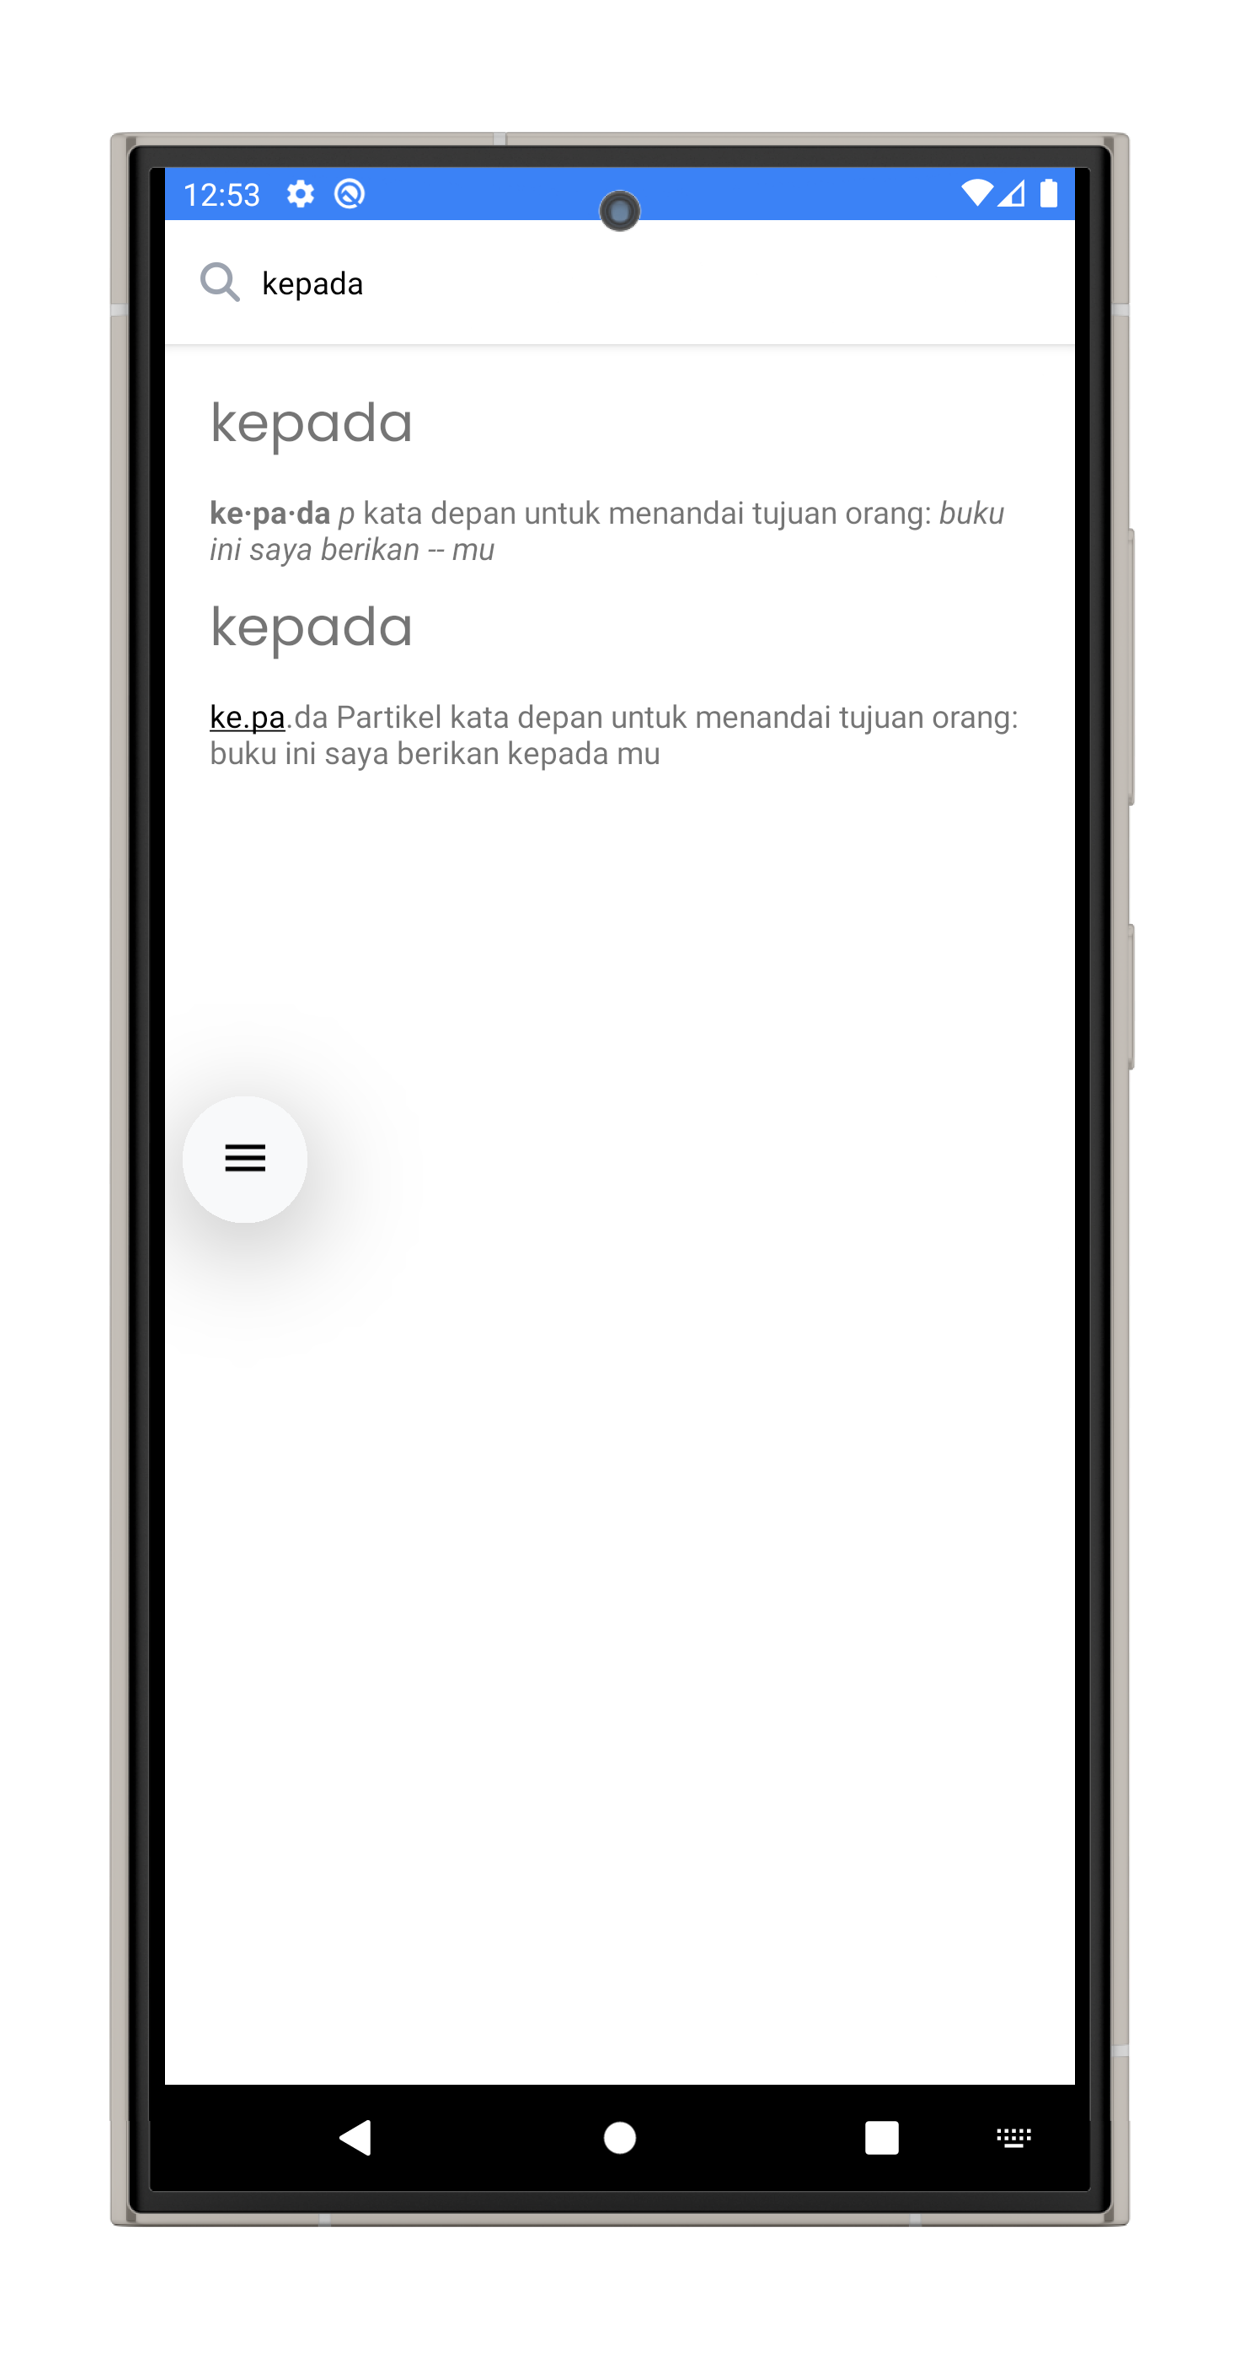 12:53
kepada
kepada
ke·pa·da p kata depan untuk menandai tujuan orang: buku
ini saya berikan -- mu
kepada
ke.pa.da Partikel kata depan untuk menandai tujuan orang:
buku ini saya berikan kepada mu